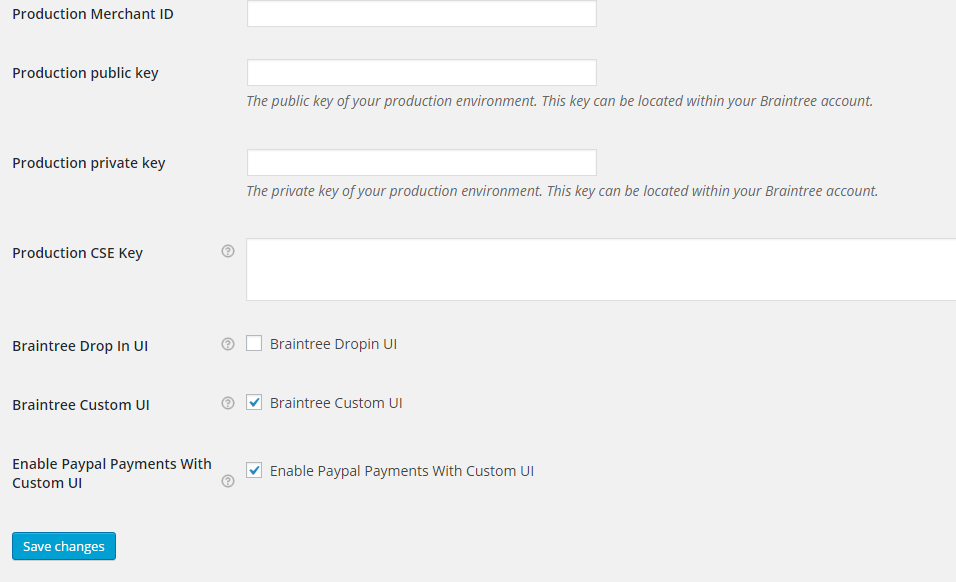 Production Merchant ID
Production public key
The public key of your production environment. This key can be located within your Braintree account.
Production private key
The private key of your production environment. This key can be located within your Braintree account.
Production CSE Key ?
Braintree Drop In UI ? Braintree Dropin UI
Braintree Custom UI ? Braintree Custom UI
Enable Paypal Payments With
Custom UI ? Enable Paypal Payments With Custom UI
Save changes